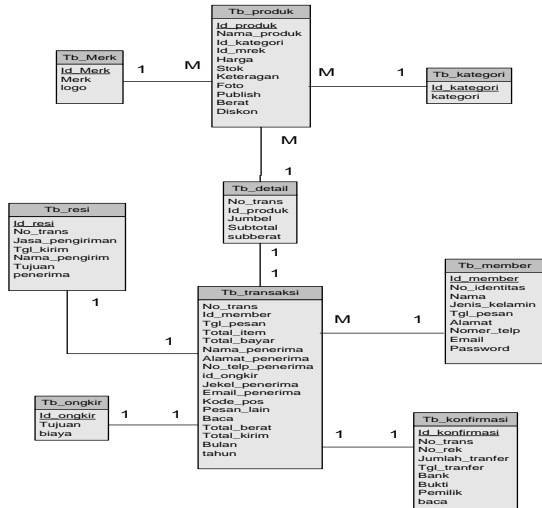 Tb_produk
Id_produk
Nama_produk
Id_kategori
Id_mrek
Harga
Stok
Keteragan
Foto
Publish
Berat
Diskon
Tb_Merk
Id_Merk
Merk
logo
1
M
M
1
Tb_kategori
Id_kategori
kategori
M
1
Tb_detail
No_trans
Id_produk
Jumbel
Subtotal
subberat
1
1
Tb_resi
Id_resi
No_trans
Jasa_pengiriman
Tgl_kirim
Nama_pengirim
Tujuan
penerima
1
1
Tb_transaksi
No_trans
Id_member
Tgl_pesan
Total_item
Total_bayar
Nama_penerima
Alamat_penerima
No_telp_penerima
id_ongkir
Jekel_penerima
Email_penerima
Kode_pos
Pesan_lain
Baca
Total_berat
Total_kirim
Bulan
tahun
M
1
Tb_member
Id_member
No_identitas
Nama
Jenis_kelamin
Tgl_pesan
Alamat
Nomer_telp
Email
Password
Tb_ongkir
Id_ongkir
Tujuan
biaya
1
1
1
1
Tb_konfirmasi
Id_konfirmasi
No_trans
No_rek
Jumlah_tranfer
Tgl_tranfer
Bank
Bukti
Pemilik
baca